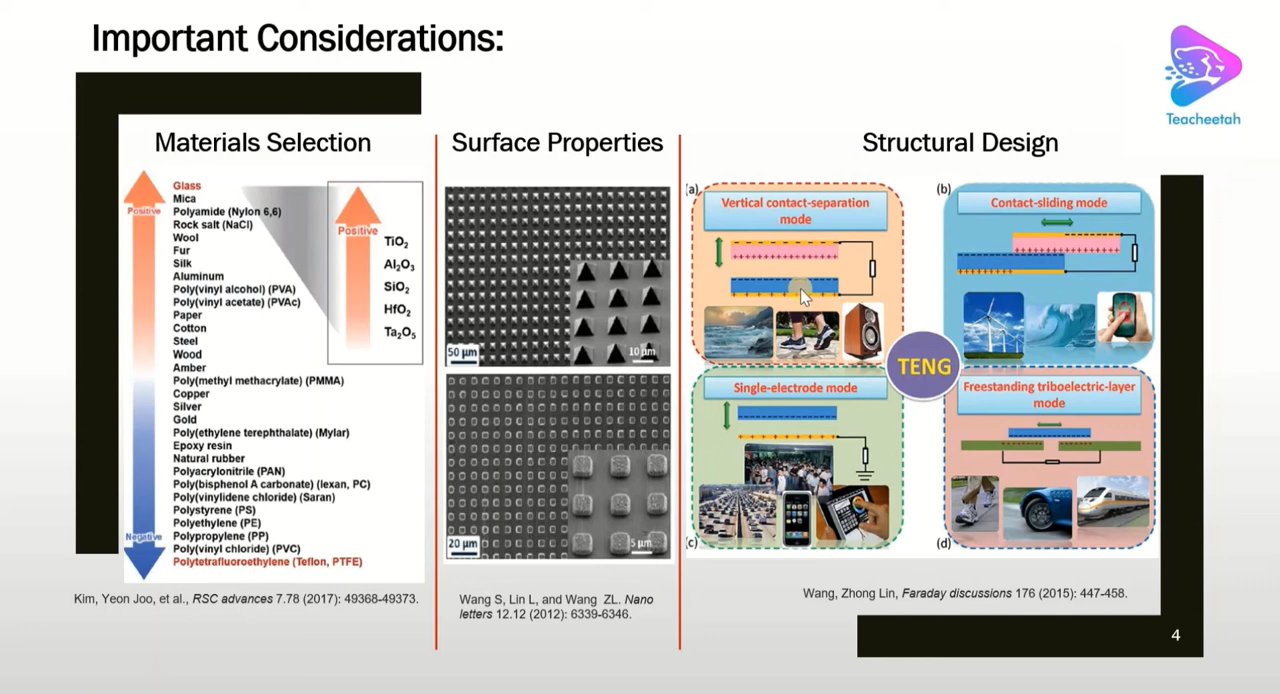 Important Considerations:
Teacheetah
Materials Selection
Positive
Glass
Mica
Polyamide (Nylon 6,6)
Rock salt (NaCl)
Wool
Fur
Silk
Aluminum
Poly(vinyl alcohol) (PVA)
Poly(vinyl acetate) (PVAc)
Paper
Cotton
Steel
Wood
Amber
Poly(methyl methacrylate) (PMMA)
Copper
Silver
Gold
Poly(ethylene terephthalate) (Mylar)
Epoxy resin
Natural rubber
Polyacrylonitrile (PAN)
Poly(bisphenol A carbonate) (lexan, PC)
Poly(vinylidene chloride) (Saran)
Polystyrene (PS)
Polyethylene (PE)
Polypropylene (PP)
Poly(vinyl chloride) (PVC)
Polytetrafluoroethylene (Teflon, PTFE)
Negative
Positive
TiO₂
Al₂O₃
SiO₂
HfO₂
Ta₂O₅
Kim, Yeon Joo, et al., RSC advances 7.78 (2017): 49368-49373.
Surface Properties
50 µm
10 µm
20 µm
5 µm
Wang S, Lin L, and Wang ZL. Nano
letters 12.12 (2012): 6339-6346.
Structural Design
(a)
Vertical contact-separation
mode
(b)
Contact-sliding mode
TENG
Single-electrode mode
(c)
Freestanding triboelectric-layer
mode
(d)
Wang, Zhong Lin, Faraday discussions 176 (2015): 447-458.
4